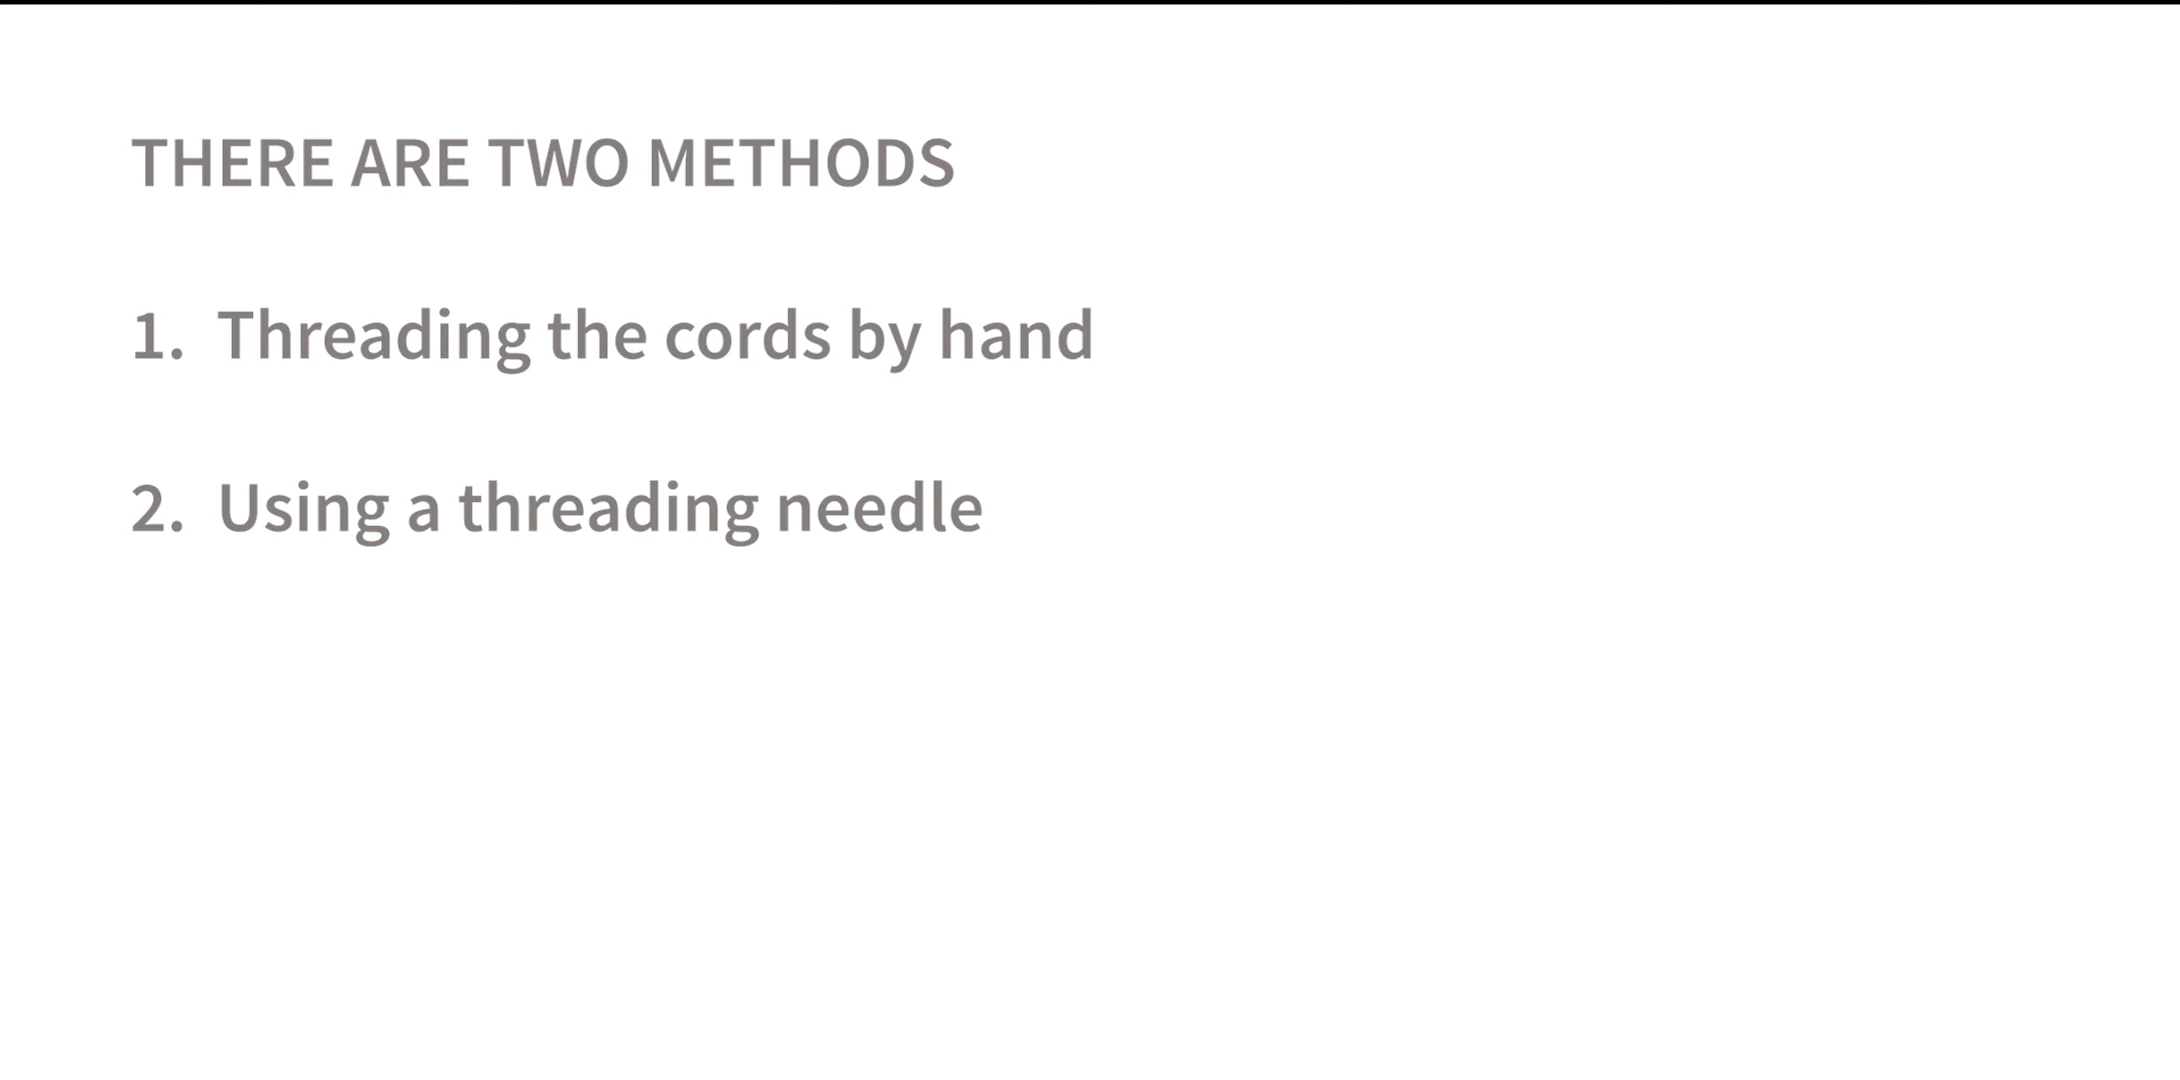 THERE ARE TWO METHODS
1. Threading the cords by hand
2. Using a threading needle